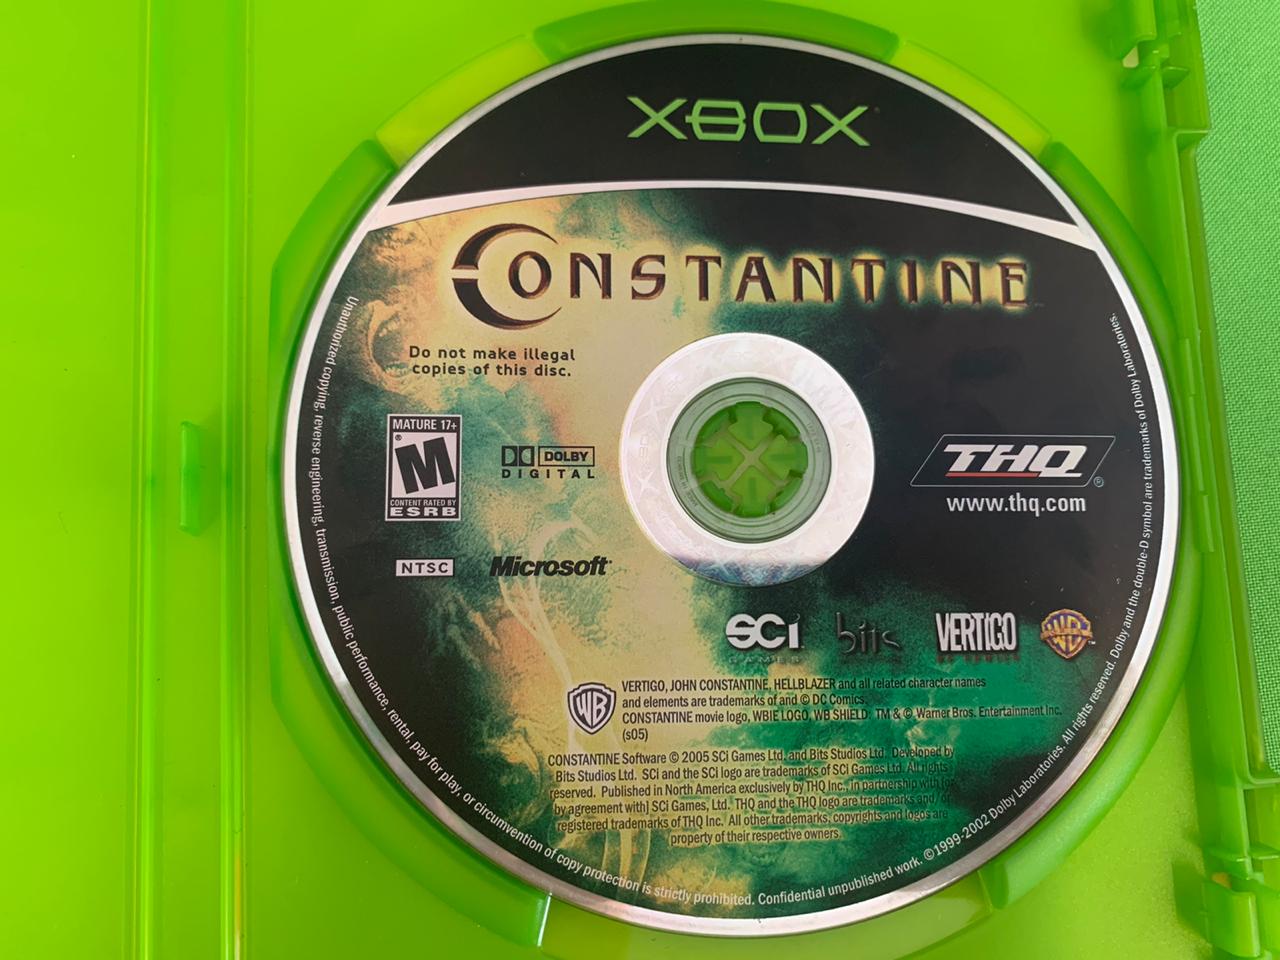 XBOX
CONSTANTINE
Do not make illegal
copies of this disc.
MATURE 17+
M
®
CONTENT RATED BY
ESRB
DOLBY
DIGITAL
THQ®
www.thq.com
NTSC
Microsoft®
SCi
GAMES
bits
VERTIGO
DC COMICS
WB™
WB
VERTIGO, JOHN CONSTANTINE, HELLBLAZER and all related character names
and elements are trademarks of and © DC Comics.
CONSTANTINE movie logo, WBIE LOGO, WB SHIELD: TM & © Warner Bros. Entertainment Inc.
(s05)
CONSTANTINE Software © 2005 SCi Games Ltd. and Bits Studios Ltd. Developed by
Bits Studios Ltd. SCi and the SCi logo are trademarks of SCi Games Ltd. All rights
reserved. Published in North America exclusively by THQ Inc., in partnership with [or
by agreement with] SCi Games, Ltd. THQ and the THQ logo are trademarks and/or
registered trademarks of THQ Inc. All other trademarks, copyrights and logos are
property of their respective owners.
Unauthorized copying, reverse engineering, transmission, public performance, rental, pay for play, or circumvention of copy protection is strictly prohibited. Confidential unpublished work. ©1999-2002 Dolby Laboratories. All rights reserved. Dolby and the double-D symbol are trademarks of Dolby Laboratories.